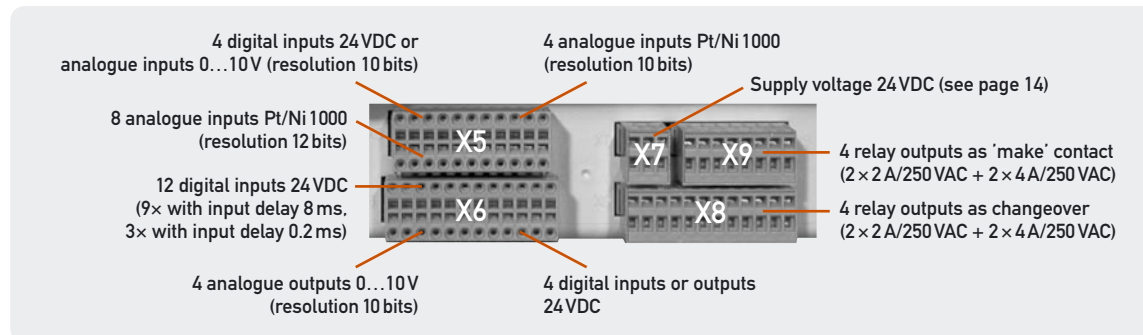 4 digital inputs 24 VDC or
analogue inputs 0…10 V (resolution 10 bits)
4 analogue inputs Pt/Ni 1000
(resolution 10 bits)
Supply voltage 24 VDC (see page 14)
8 analogue inputs Pt/Ni 1000
(resolution 12 bits)
X5
X7
X9
4 relay outputs as ’make’ contact
(2 × 2 A/250 VAC + 2 × 4 A/250 VAC)
12 digital inputs 24 VDC
(9× with input delay 8 ms,
3× with input delay 0.2 ms)
X6
X8
4 relay outputs as changeover
(2 × 2 A/250 VAC + 2 × 4 A/250 VAC)
4 analogue outputs 0…10 V
(resolution 10 bits)
4 digital inputs or outputs
24 VDC